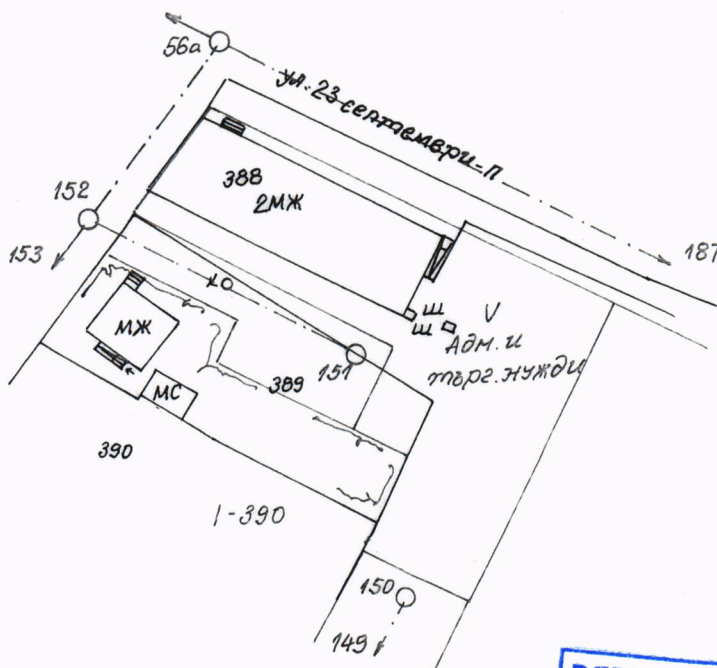 56а
ул. 23 септември-П
388
2МЖ
152
187
153
х
Ш
Ш
V
Адм. и
търг. нужди
МЖ
151
389
МС
390
I-390
150
149